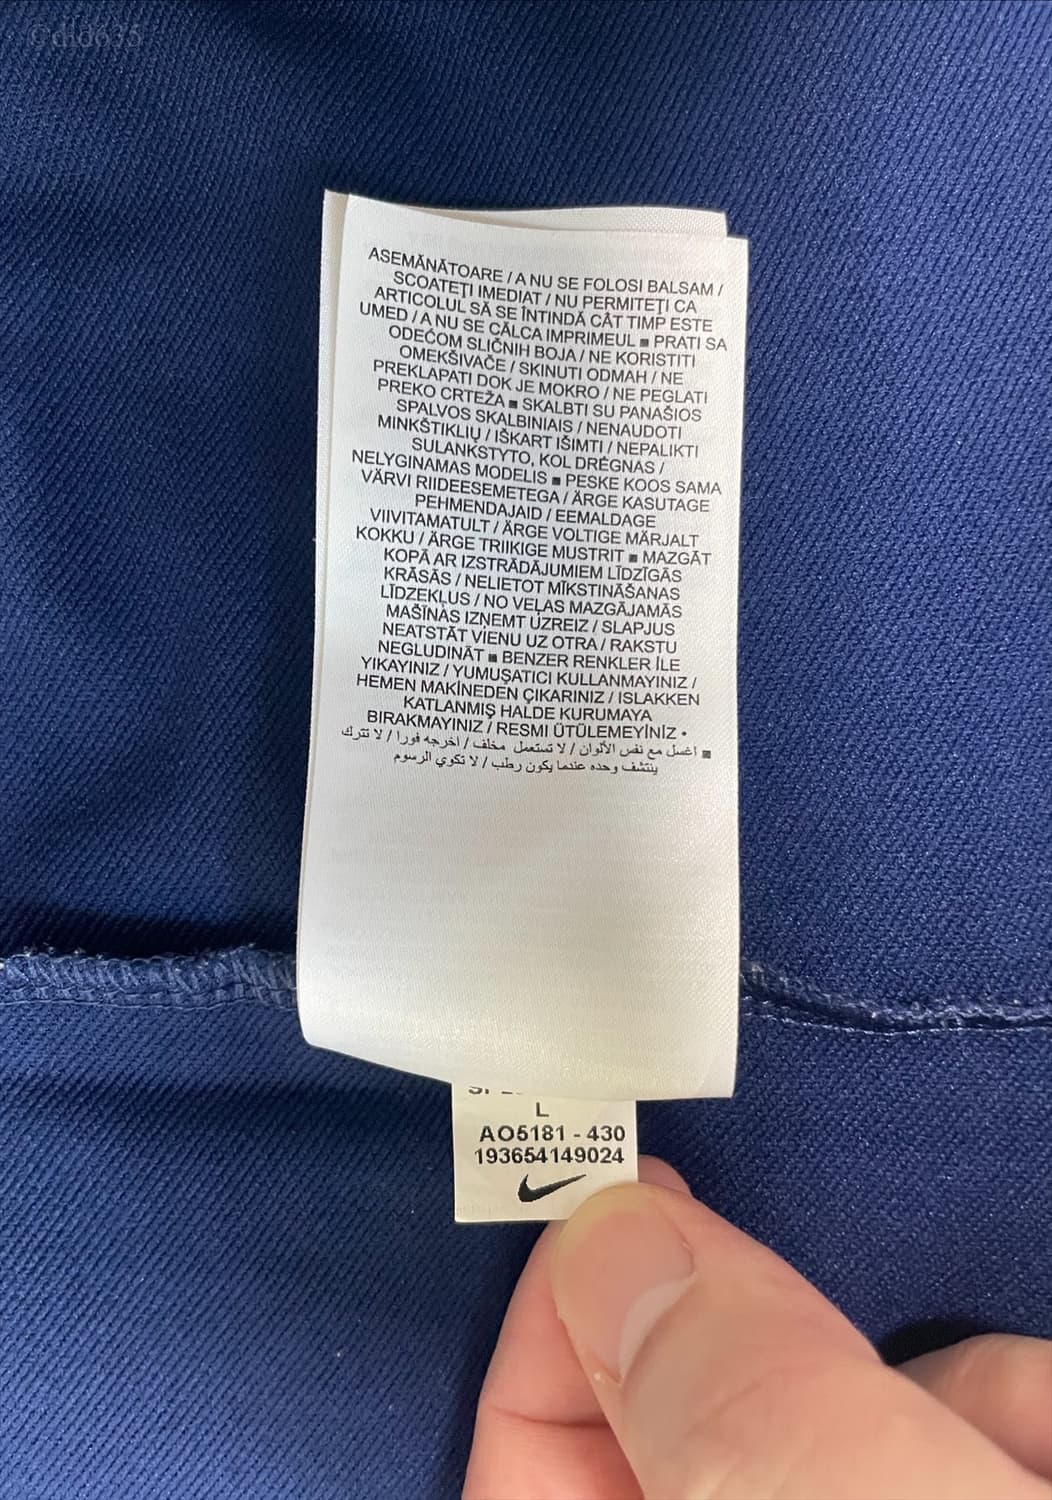 ©dld635
ASEMĂNĂTOARE / A NU SE FOLOSI BALSAM /
SCOATEȚI IMEDIAT / NU PERMITEȚI CA
ARTICOLUL SĂ SE ÎNTINDĂ CÂT TIMP ESTE
UMED / A NU SE CĂLCA IMPRIMEUL ■ PRATI SA
ODEĆOM SLIČNIH BOJA / NE KORISTITI
OMEKŠIVAČE / SKINUTI ODMAH / NE
PREKLAPATI DOK JE MOKRO / NE PEGLATI
PREKO CRTEŽA ■ SKALBTI SU PANAŠIOS
SPALVOS SKALBINIAIS / NENAUDOTI
MINKŠTIKLIŲ / IŠKART IŠIMTI / NEPALIKTI
SULANKSTYTO, KOL DRĖGNAS /
NELYGINAMAS MODELIS ■ PESKE KOOS SAMA
VÄRVI RIIDEESEMETEGA / ÄRGE KASUTAGE
PEHMENDAJAID / EEMALDAGE
VIIVITAMATULT / ÄRGE VOLTIGE MÄRJALT
KOKKU / ÄRGE TRIIKIGE MUSTRIT ■ MAZGĀT
KOPĀ AR IZSTRĀDĀJUMIEM LĪDZĪGĀS
KRĀSĀS / NELIETOT MĪKSTINĀŠANAS
LĪDZEKĻUS / NO VEĻAS MAZGĀJAMĀS
MAŠĪNAS IZŅEMT UZREIZ / SLAPJUS
NEATSTĀT VIENU UZ OTRA / RAKSTU
NEGLUDINĀT ■ BENZER RENKLER İLE
YIKAYINIZ / YUMUŞATICI KULLANMAYINIZ /
HEMEN MAKİNEDEN ÇIKARINIZ / ISLAKKEN
KATLANMIŞ HALDE KURUMAYA
BIRAKMAYINIZ / RESMI ÜTÜLEMEYİNİZ •
■ اغسل مع نفس الألوان / لا تستعمل مخلف / اخرجه فورا / لا تترك
ينتشف وحده عندما يكون رطب / لا تكوي الرسوم
L
AO5181 - 430
193654149024